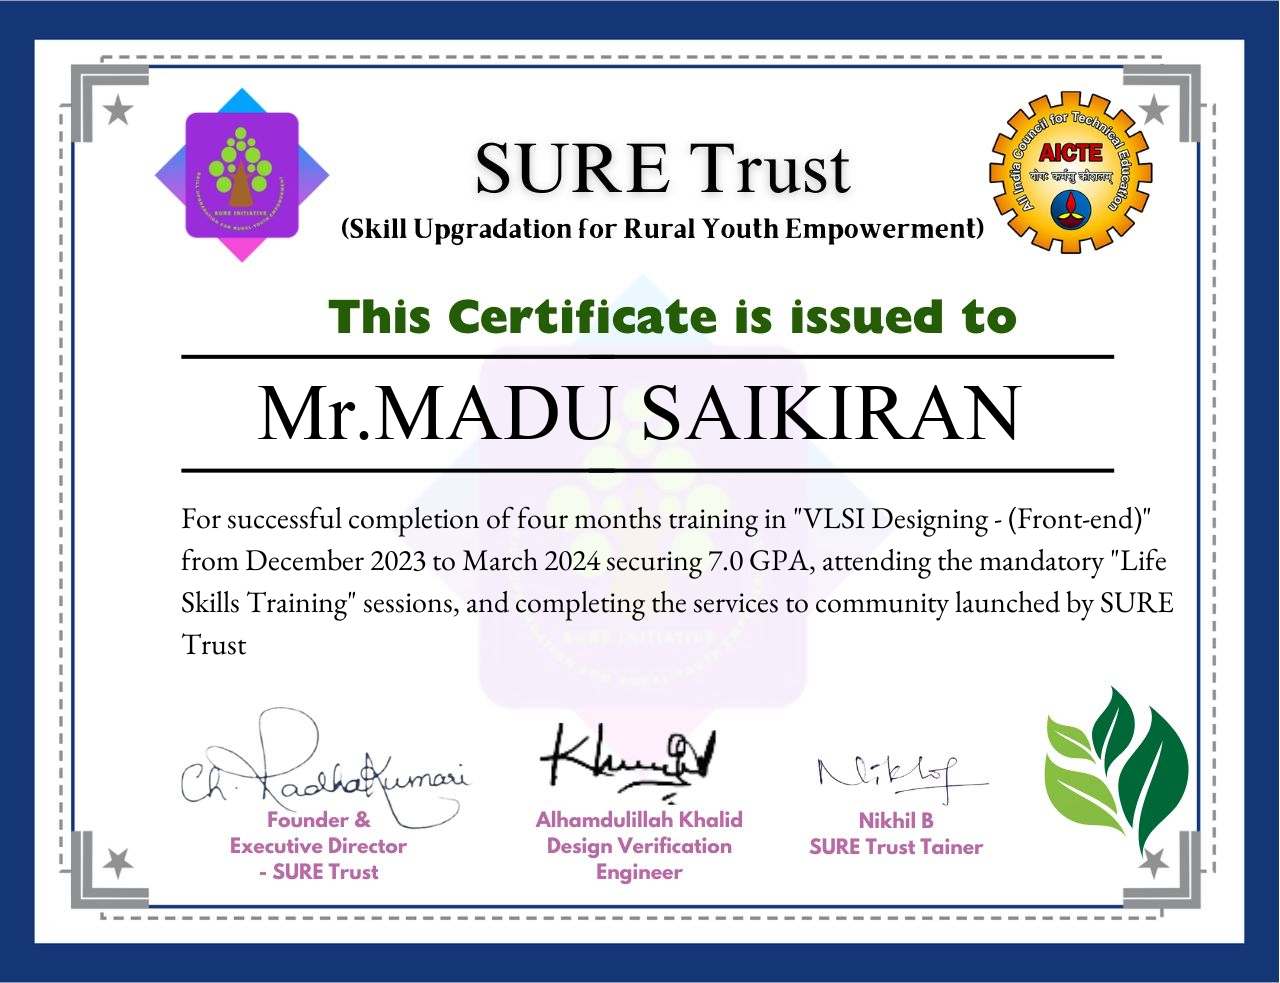 SURE Trust
(Skill Upgradation for Rural Youth Empowerment)
SKILL UPGRADATION FOR RURAL-YOUTH EMPOWERMENT
SURE INITIATIVE
All India Council for Technical Education
AICTE
योगः कर्मसु कौशलम्
This Certificate is issued to
Mr.MADU SAIKIRAN
For successful completion of four months training in "VLSI Designing - (Front-end)"
from December 2023 to March 2024 securing 7.0 GPA, attending the mandatory "Life
Skills Training" sessions, and completing the services to community launched by SURE
Trust
SURE INITIATIVE
Ch. RadhaKumari
Founder &
Executive Director
- SURE Trust
Alhamdulillah Khalid
Design Verification
Engineer
Nikhil B
SURE Trust Tainer